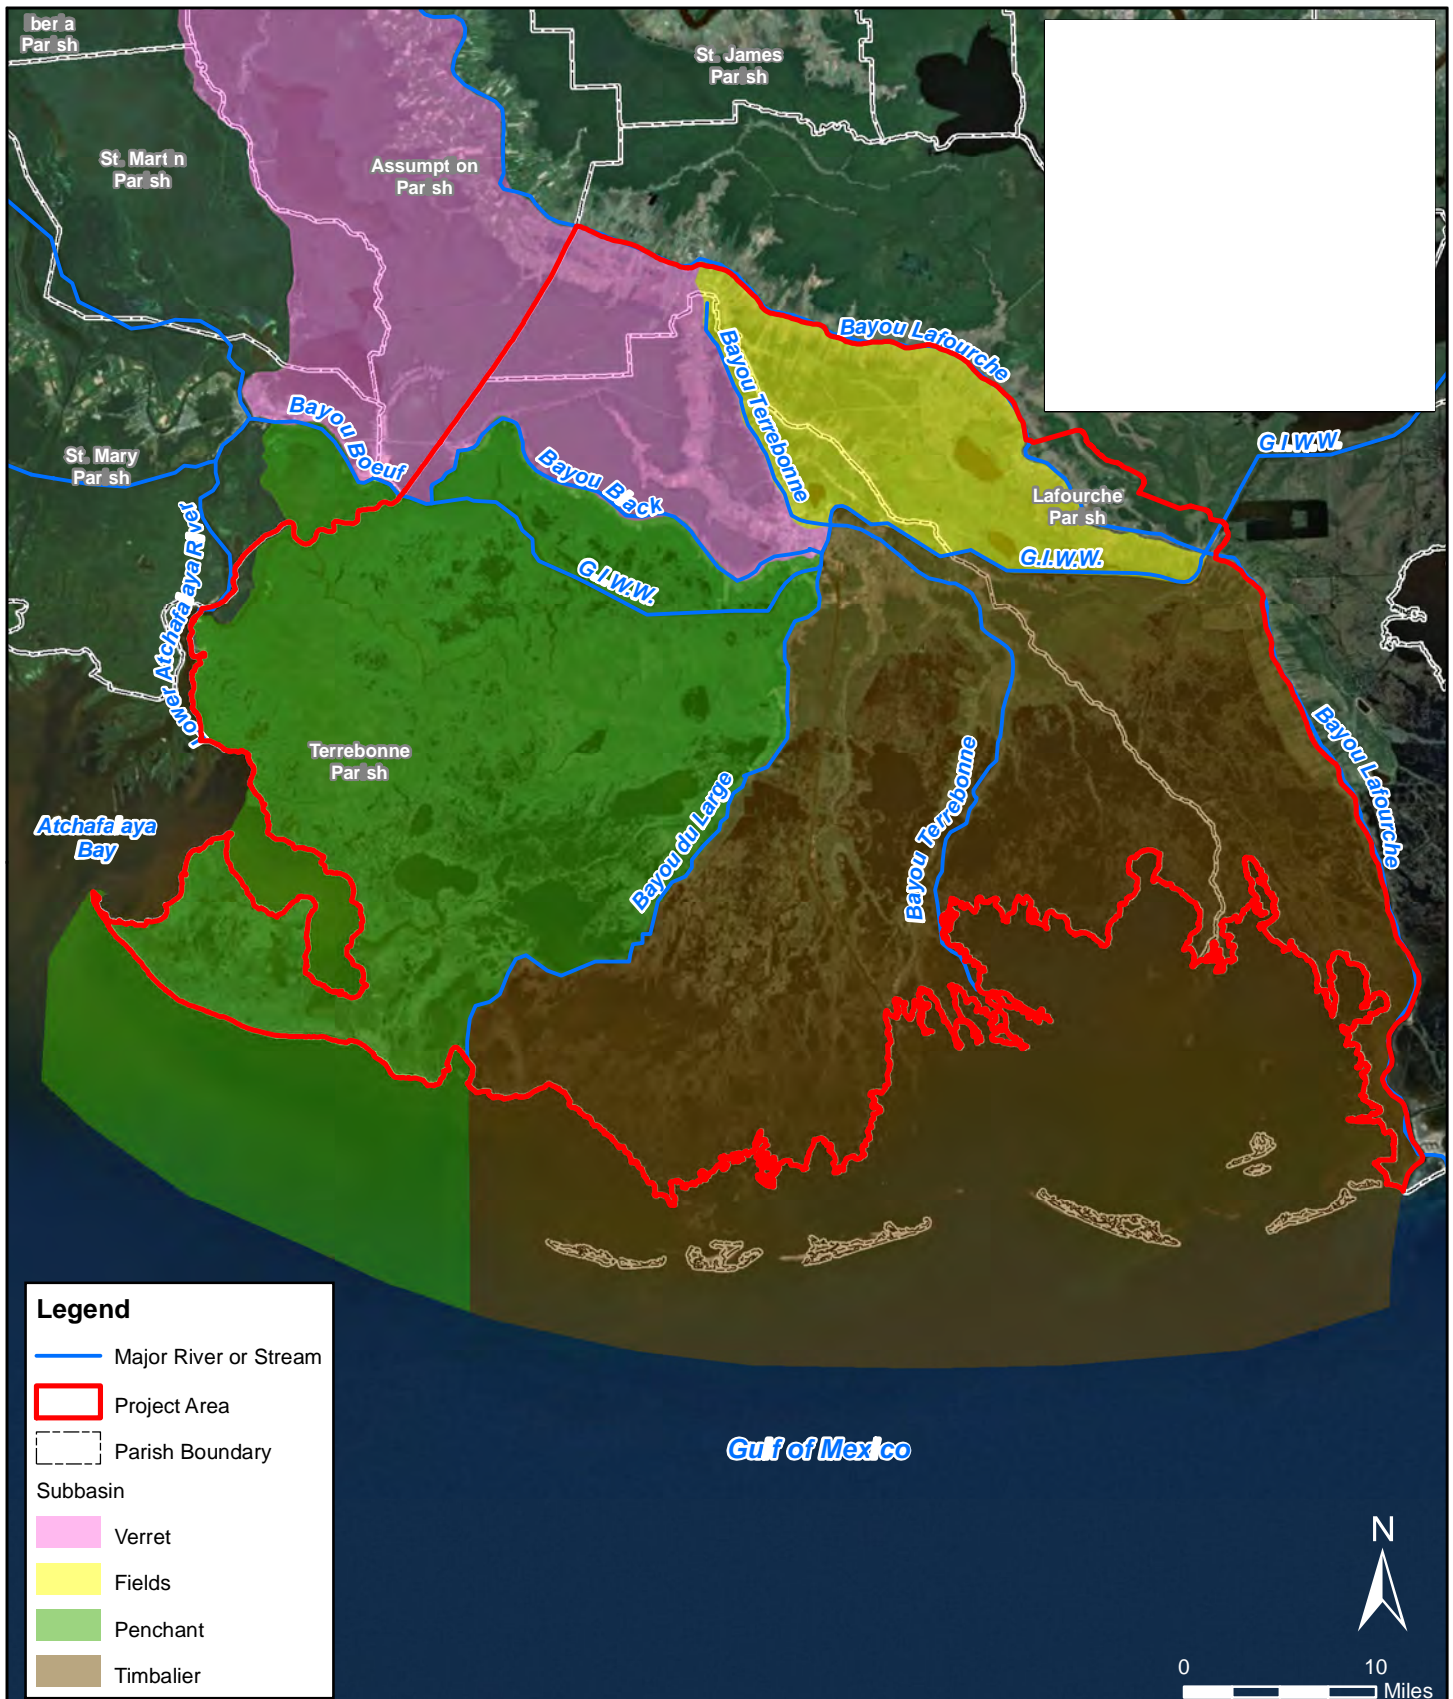 ber a
Par sh
St. James
Par sh
St. Mart n
Par sh
Assumpt on
Par sh
Bayou Lafourche
Bayou Terrebonne
Bayou Boeuf
G.I.W.W.
St. Mary
Par sh
Bayou B ack
Lafourche
Par sh
G.I.W.W.
G.I.W.W.
Lower Atchafa aya R ver
Terrebonne
Par sh
Bayou Lafourche
Bayou du Large
Bayou Terrebonne
Atchafa aya
Bay
Legend
Major River or Stream
Project Area
Parish Boundary
Subbasin
Verret
Fields
Penchant
Timbalier
Gu f of Mex co
N
0 10
Miles